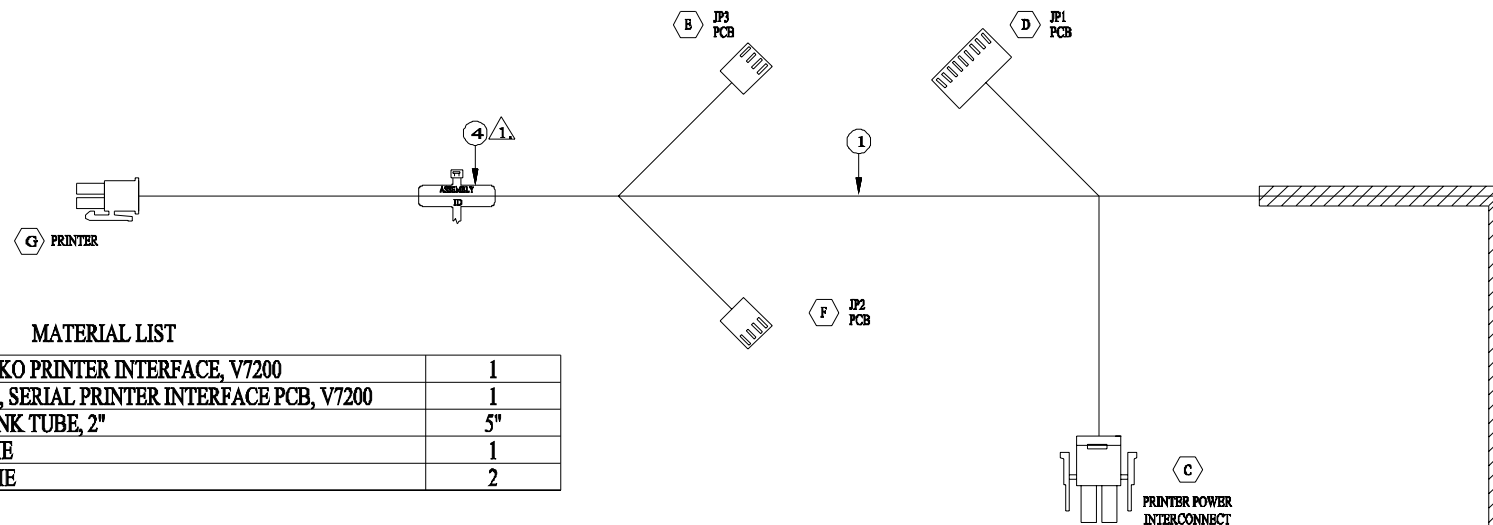 E JP3
PCB
D JP1
PCB
4 1.
1
ASSEMBLY
ID
G PRINTER
F JP2
PCB
MATERIAL LIST
KO PRINTER INTERFACE, V7200 1
, SERIAL PRINTER INTERFACE PCB, V7200 1
NK TUBE, 2" 5"
E 1
IE 2
C
PRINTER POWER
INTERCONNECT